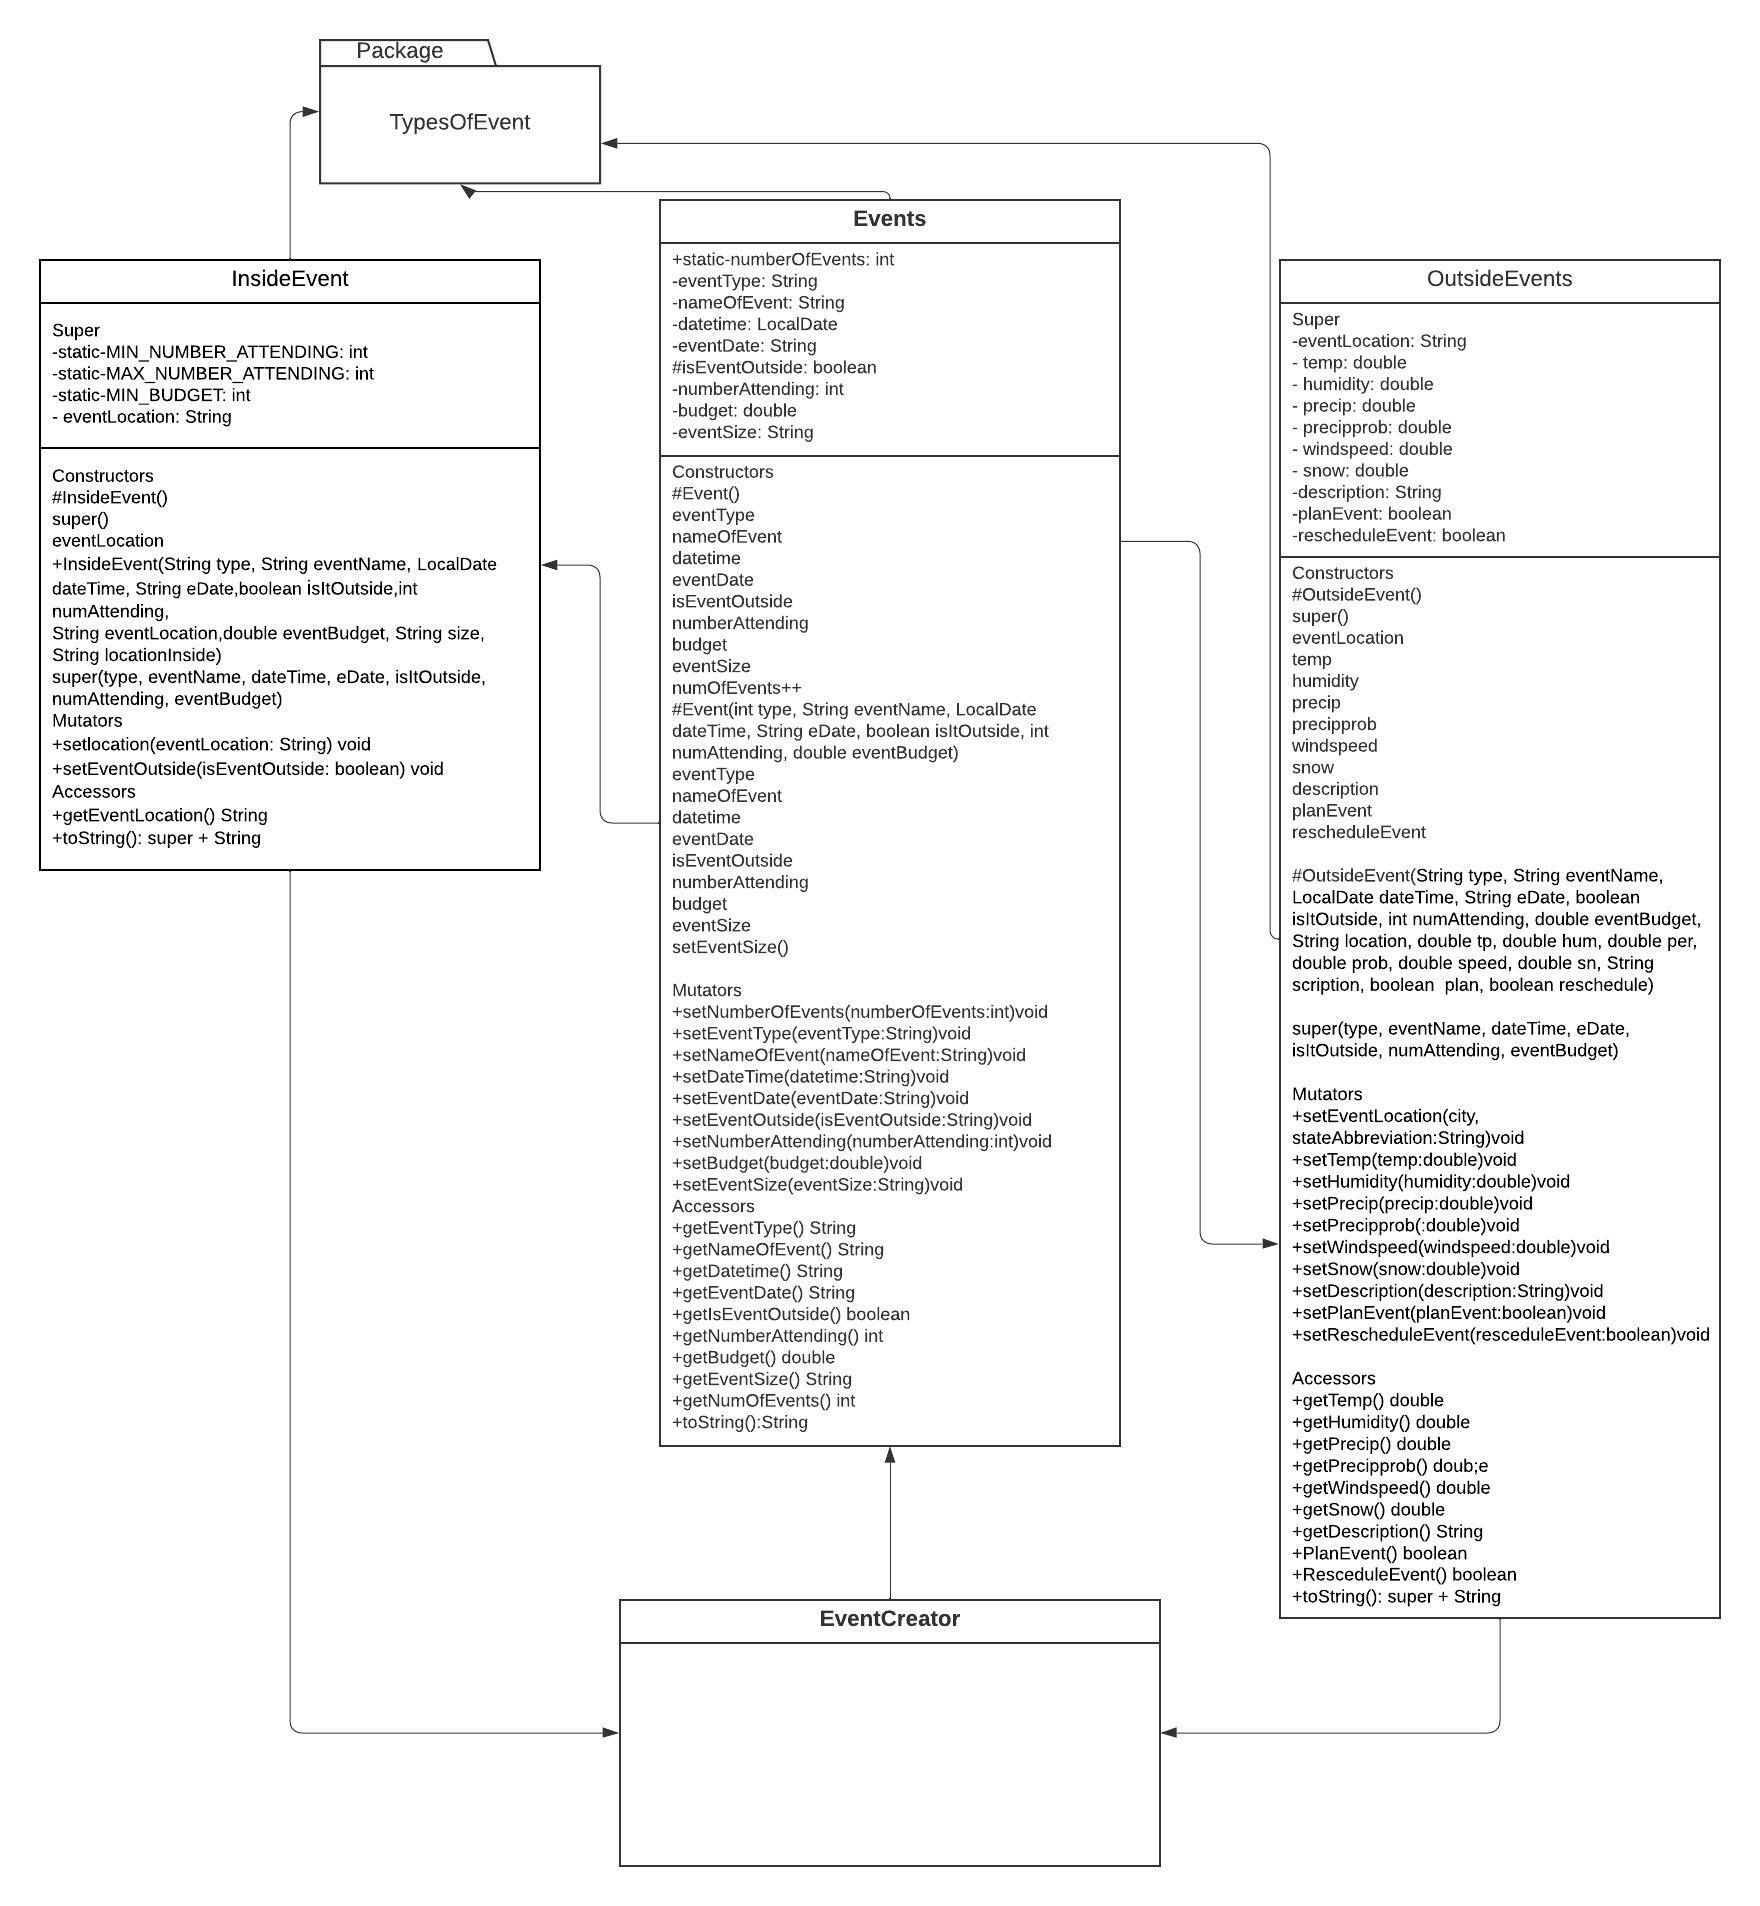 Package
TypesOfEvent
InsideEvent
Super
-static-MIN_NUMBER_ATTENDING: int
-static-MAX_NUMBER_ATTENDING: int
-static-MIN_BUDGET: int
- eventLocation: String
Constructors
#InsideEvent()
super()
eventLocation
+InsideEvent(String type, String eventName, LocalDate
dateTime, String eDate,boolean isItOutside,int
numAttending,
String eventLocation,double eventBudget, String size,
String locationInside)
super(type, eventName, dateTime, eDate, isItOutside,
numAttending, eventBudget)
Mutators
+setlocation(eventLocation: String) void
+setEventOutside(isEventOutside: boolean) void
Accessors
+getEventLocation() String
+toString(): super + String
Events
+static-numberOfEvents: int
-eventType: String
-nameOfEvent: String
-datetime: LocalDate
-eventDate: String
#isEventOutside: boolean
-numberAttending: int
-budget: double
-eventSize: String
Constructors
#Event()
eventType
nameOfEvent
datetime
eventDate
isEventOutside
numberAttending
budget
eventSize
numOfEvents++
#Event(int type, String eventName, LocalDate
dateTime, String eDate, boolean isItOutside, int
numAttending, double eventBudget)
eventType
nameOfEvent
datetime
eventDate
isEventOutside
numberAttending
budget
eventSize
setEventSize()
Mutators
+setNumberOfEvents(numberOfEvents:int)void
+setEventType(eventType:String)void
+setNameOfEvent(nameOfEvent:String)void
+setDateTime(datetime:String)void
+setEventDate(eventDate:String)void
+setEventOutside(isEventOutside:String)void
+setNumberAttending(numberAttending:int)void
+setBudget(budget:double)void
+setEventSize(eventSize:String)void
Accessors
+getEventType() String
+getNameOfEvent() String
+getDatetime() String
+getEventDate() String
+getIsEventOutside() boolean
+getNumberAttending() int
+getBudget() double
+getEventSize() String
+getNumOfEvents() int
+toString():String
OutsideEvents
Super
-eventLocation: String
- temp: double
- humidity: double
- precip: double
- precipprob: double
- windspeed: double
- snow: double
-description: String
-planEvent: boolean
-rescheduleEvent: boolean
Constructors
#OutsideEvent()
super()
eventLocation
temp
humidity
precip
precipprob
windspeed
snow
description
planEvent
rescheduleEvent
#OutsideEvent(String type, String eventName,
LocalDate dateTime, String eDate, boolean
isItOutside, int numAttending, double eventBudget,
String location, double tp, double hum, double per,
double prob, double speed, double sn, String
scription, boolean  plan, boolean reschedule)
super(type, eventName, dateTime, eDate,
isItOutside, numAttending, eventBudget)
Mutators
+setEventLocation(city,
stateAbbreviation:String)void
+setTemp(temp:double)void
+setHumidity(humidity:double)void
+setPrecip(precip:double)void
+setPrecipprob(:double)void
+setWindspeed(windspeed:double)void
+setSnow(snow:double)void
+setDescription(description:String)void
+setPlanEvent(planEvent:boolean)void
+setRescheduleEvent(resceduleEvent:boolean)void
Accessors
+getTemp() double
+getHumidity() double
+getPrecip() double
+getPrecipprob() doub;e
+getWindspeed() double
+getSnow() double
+getDescription() String
+PlanEvent() boolean
+ResceduleEvent() boolean
+toString(): super + String
EventCreator